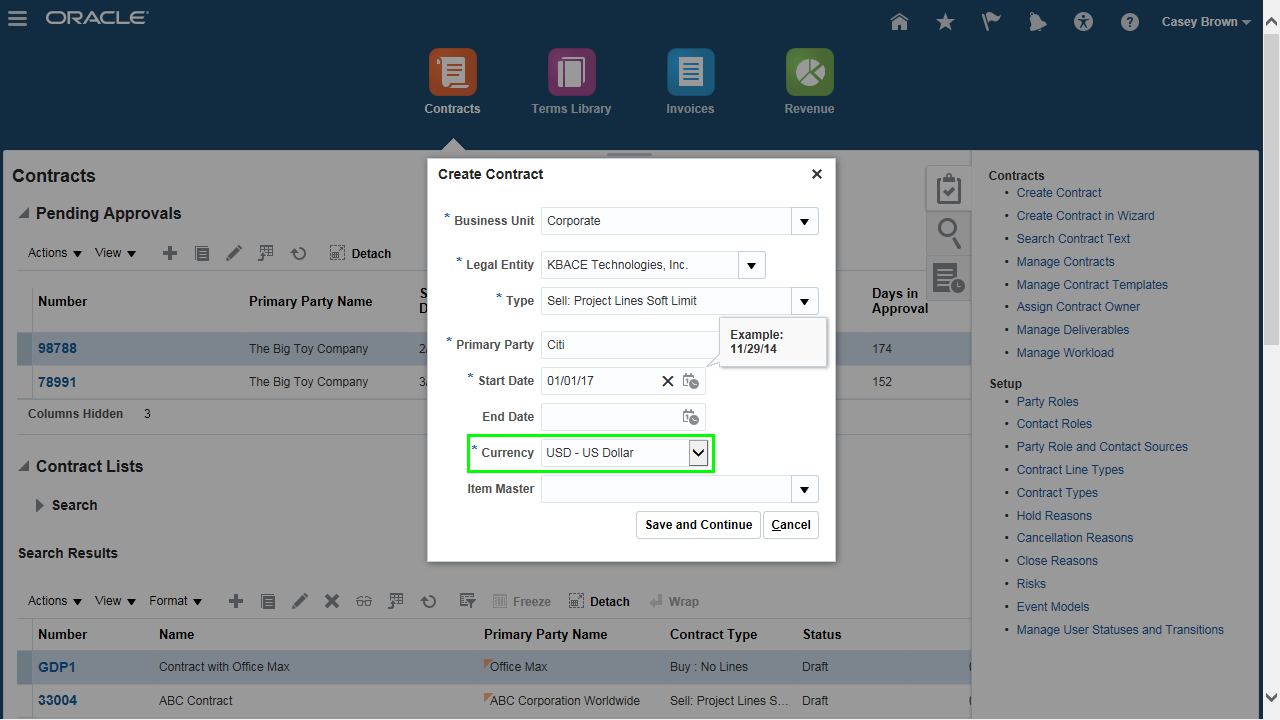 ORACLE
Casey Brown
Contracts
Terms Library
Invoices
Revenue
Contracts
Pending Approvals
Actions View Detach
Number Primary Party Name Days in
Approval
98788 The Big Toy Company 2/ 174
78991 The Big Toy Company 3/ 152
Columns Hidden 3
Contract Lists
Search
Search Results
Actions View Format Freeze Detach Wrap
Number Name Primary Party Name Contract Type Status
GDP1 Contract with Office Max Office Max Buy : No Lines Draft
33004 ABC Contract ABC Corporation Worldwide Sell: Project Lines S... Draft
Create Contract
* Business Unit Corporate
* Legal Entity KBACE Technologies, Inc.
* Type Sell: Project Lines Soft Limit
Example:
11/29/14
* Primary Party Citi
* Start Date 01/01/17
End Date
* Currency USD - US Dollar
Item Master
Save and Continue Cancel
Contracts
• Create Contract
• Create Contract in Wizard
• Search Contract Text
• Manage Contracts
• Manage Contract Templates
• Assign Contract Owner
• Manage Deliverables
• Manage Workload
Setup
• Party Roles
• Contact Roles
• Party Role and Contact Sources
• Contract Line Types
• Contract Types
• Hold Reasons
• Cancellation Reasons
• Close Reasons
• Risks
• Event Models
• Manage User Statuses and Transitions